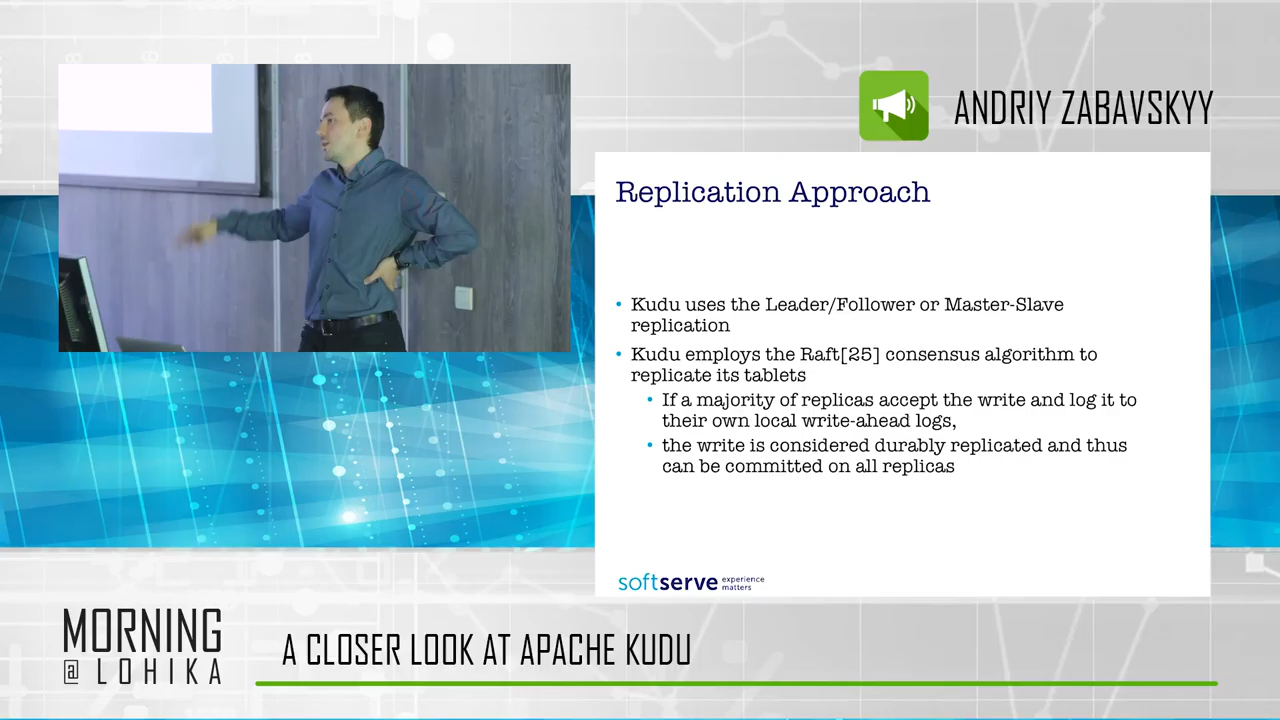 ANDRIY ZABAVSKYY
Replication Approach
• Kudu uses the Leader/Follower or Master-Slave
replication
• Kudu employs the Raft[25] consensus algorithm to
replicate its tablets
• If a majority of replicas accept the write and log it to
their own local write-ahead logs,
• the write is considered durably replicated and thus
can be committed on all replicas
softserve experience
matters
MORNING
@ LOHIKA
A CLOSER LOOK AT APACHE KUDU